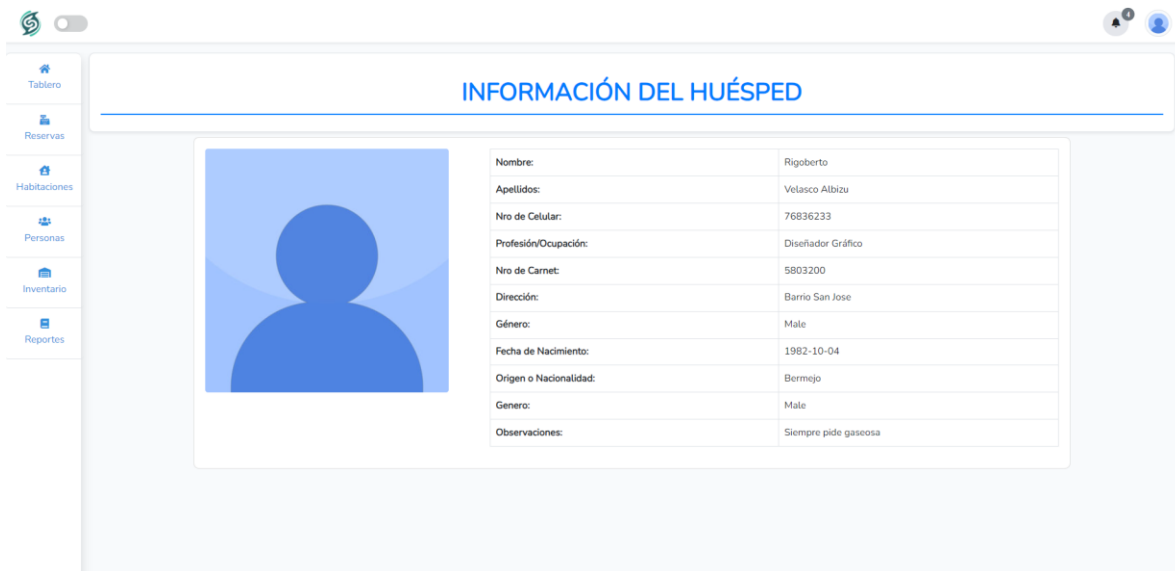 4
Tablero
Reservas
Habitaciones
Personas
Inventario
Reportes
INFORMACIÓN DEL HUÉSPED
Nombre: Rigoberto
Apellidos: Velasco Albizu
Nro de Celular: 76836233
Profesión/Ocupación: Diseñador Gráfico
Nro de Carnet: 5803200
Dirección: Barrio San Jose
Género: Male
Fecha de Nacimiento: 1982-10-04
Origen o Nacionalidad: Bermejo
Genero: Male
Observaciones: Siempre pide gaseosa